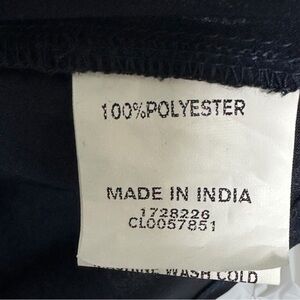 100%POLYESTER
MADE IN INDIA
1728226
CL0057851
WASH COLD